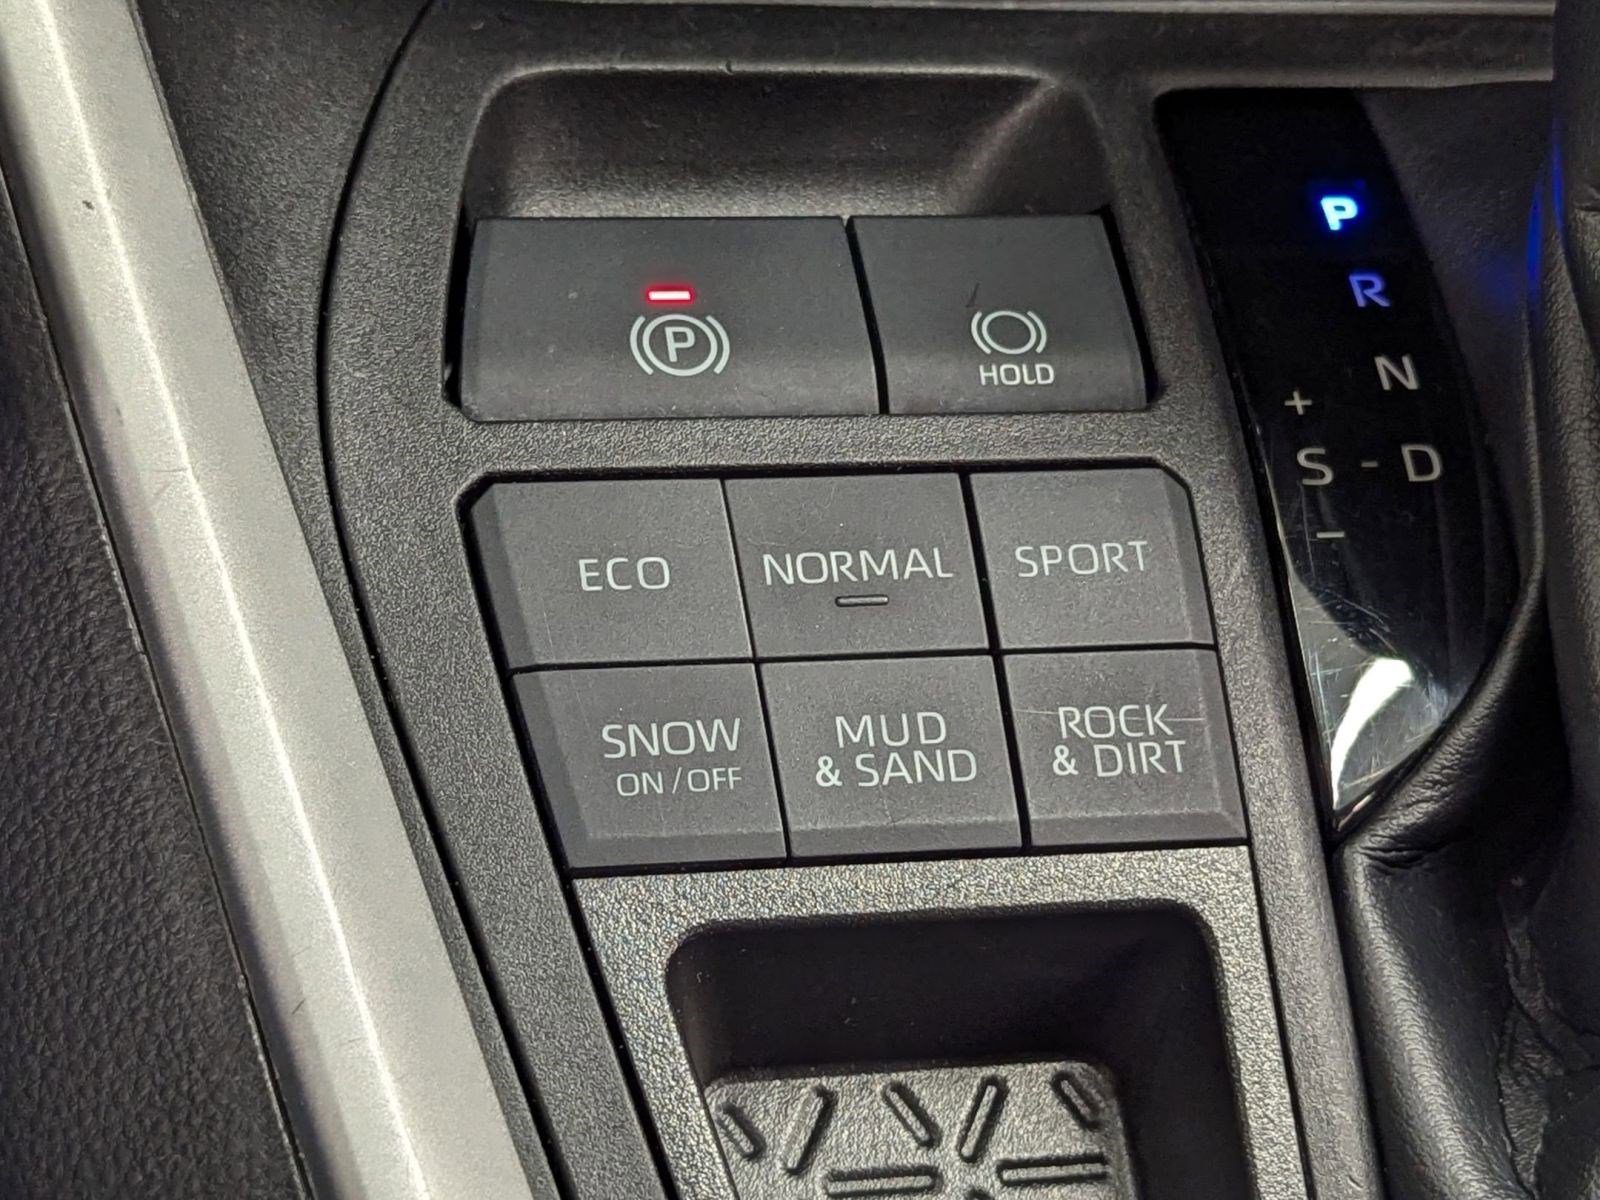 P
HOLD
ECO
NORMAL
SPORT
SNOW
ON / OFF
MUD
& SAND
ROCK
& DIRT
P
R
N
+
S - D
-